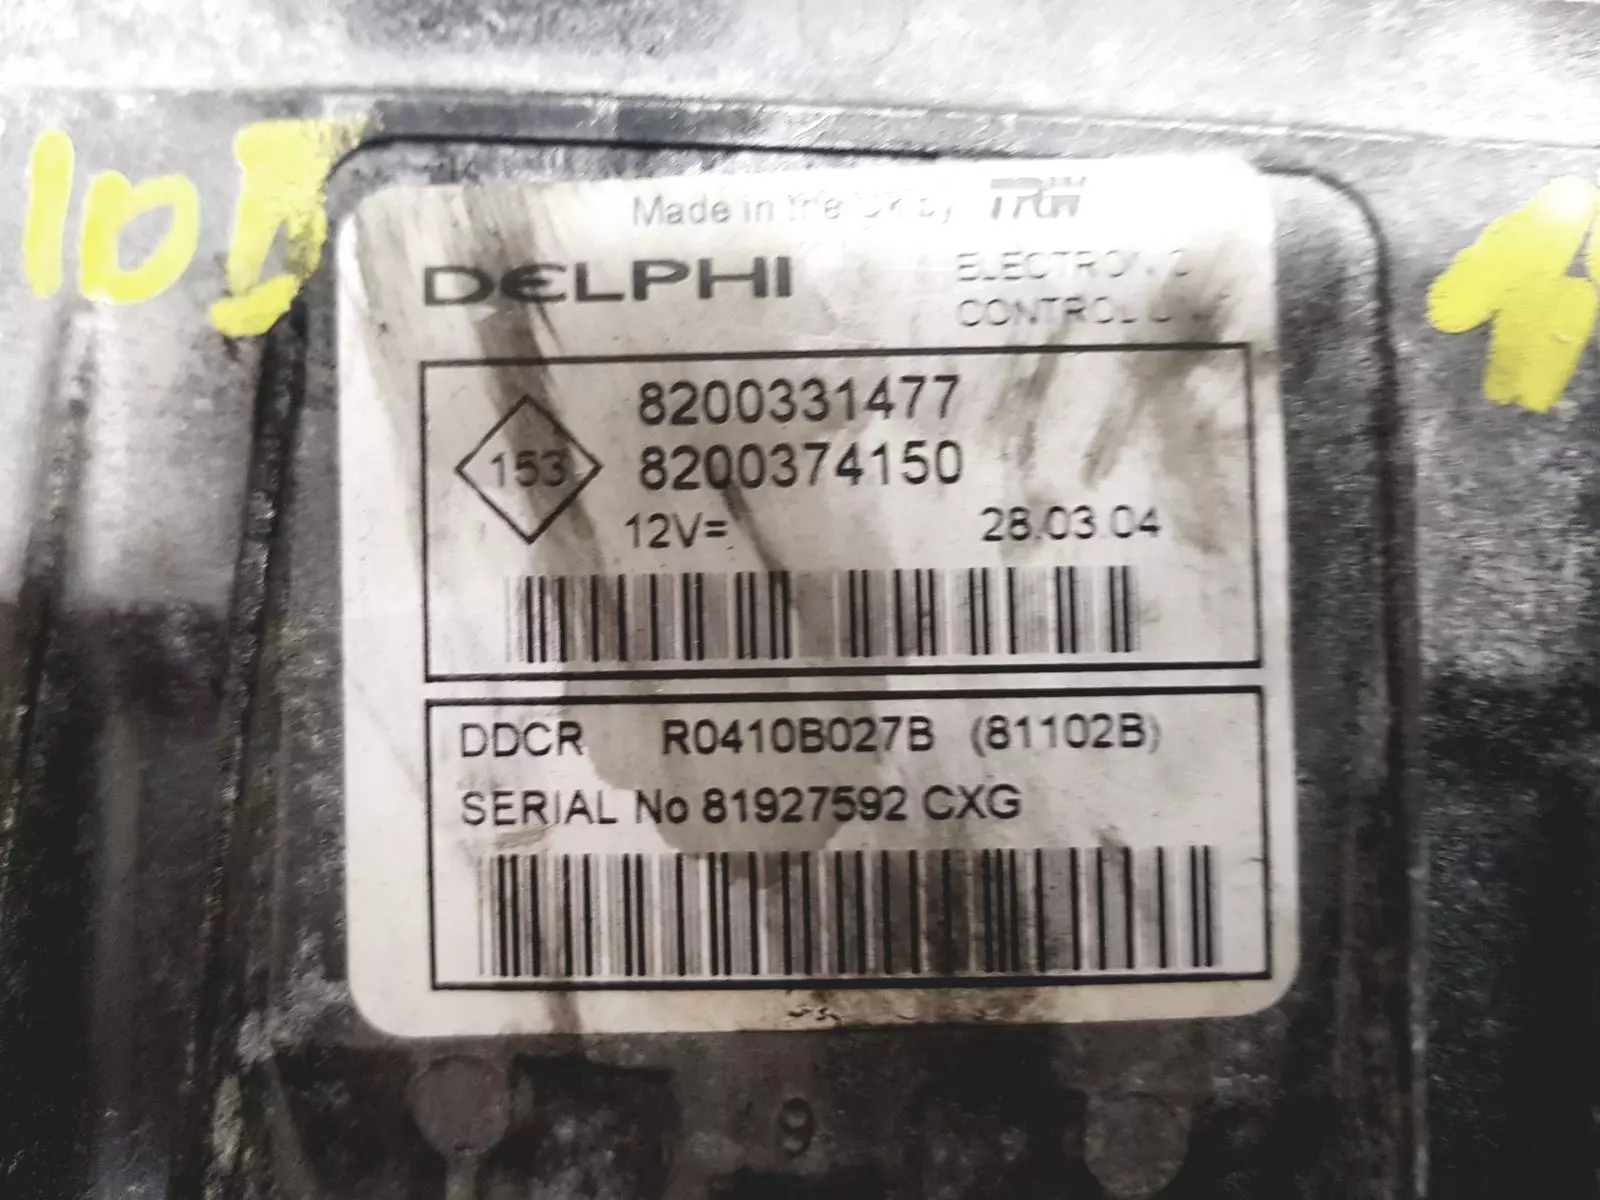 Made in the UK by TRW
DELPHI
ELECTRONIC
CONTROL
8200331477
153
8200374150
12V=
28.03.04
DDCR R0410B027B (81102B)
SERIAL No 81927592 CXG
9